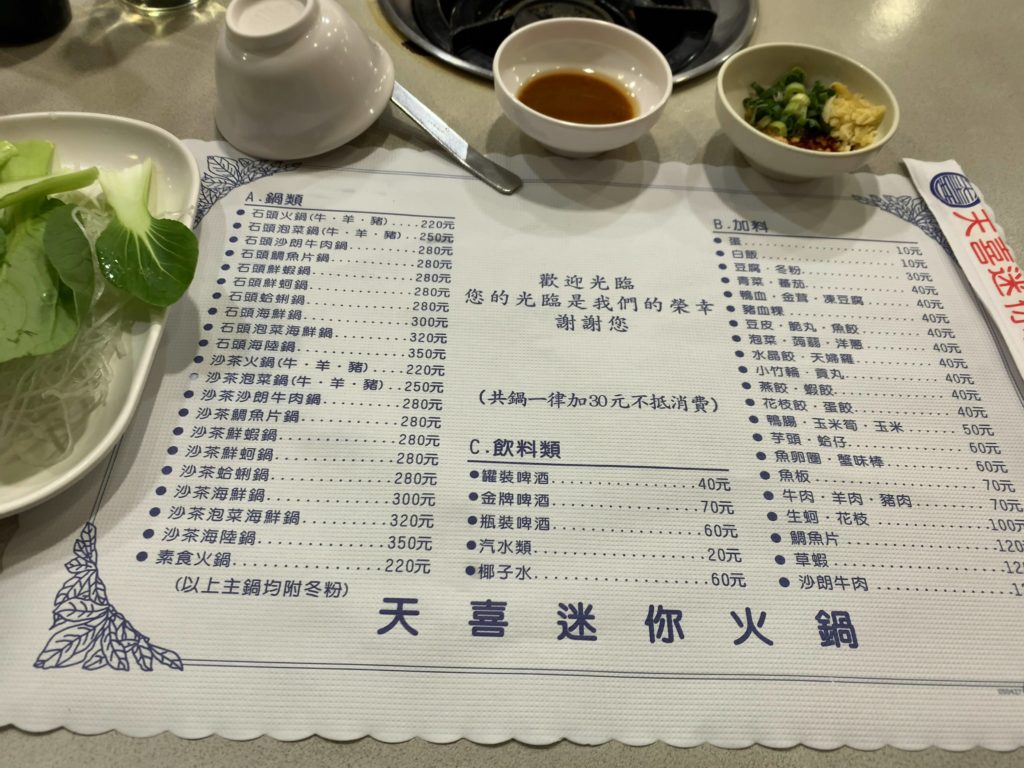 A.鍋類
●石頭火鍋(牛·羊·豬)....220元
●石頭泡菜鍋(牛·羊·豬)..250元
●石頭沙朗牛肉鍋..........280元
●石頭鯛魚片鍋............280元
●石頭鮮蝦鍋..............280元
●石頭鮮蚵鍋..............280元
●石頭蛤蜊鍋..............280元
●石頭海鮮鍋..............300元
●石頭泡菜海鮮鍋..........320元
●石頭海陸鍋..............350元
●沙茶火鍋(牛·羊·豬)....220元
●沙茶泡菜鍋(牛·羊·豬)..250元
●沙茶沙朗牛肉鍋..........280元
●沙茶鯛魚片鍋............280元
●沙茶鮮蝦鍋..............280元
●沙茶鮮蚵鍋..............280元
●沙茶蛤蜊鍋..............280元
●沙茶海鮮鍋..............300元
●沙茶泡菜海鮮鍋..........320元
●沙茶海陸鍋..............350元
●素食火鍋................220元
(以上主鍋均附冬粉)
歡迎光臨
您的光臨是我們的榮幸
謝謝您
(共鍋一律加30元不抵消費)
C.飲料類
●罐裝啤酒................40元
●金牌啤酒................70元
●瓶裝啤酒................60元
●汽水類..................20元
●椰子水..................60元
B.加料
●蛋......................10元
●白飯....................10元
●豆腐·冬粉..............30元
●青菜·蕃茄..............40元
●鴨血·金茸·凍豆腐......40元
●豬血粿..................40元
●豆皮·脆丸·魚餃........40元
●泡菜·蒟蒻·洋蔥........40元
●水晶餃·天婦羅..........40元
●小竹輪·貢丸............40元
●燕餃·蝦餃..............40元
●花枝餃·蛋餃............40元
●鴨腸·玉米筍·玉米......50元
●芋頭·蛤仔..............60元
●魚卵圈·蟹味棒..........60元
●魚板....................70元
●牛肉·羊肉·豬肉........70元
●生蚵·花枝..............100元
●鯛魚片..................120
●草蝦....................12
●沙朗牛肉................1
天喜迷你火鍋
天喜迷你